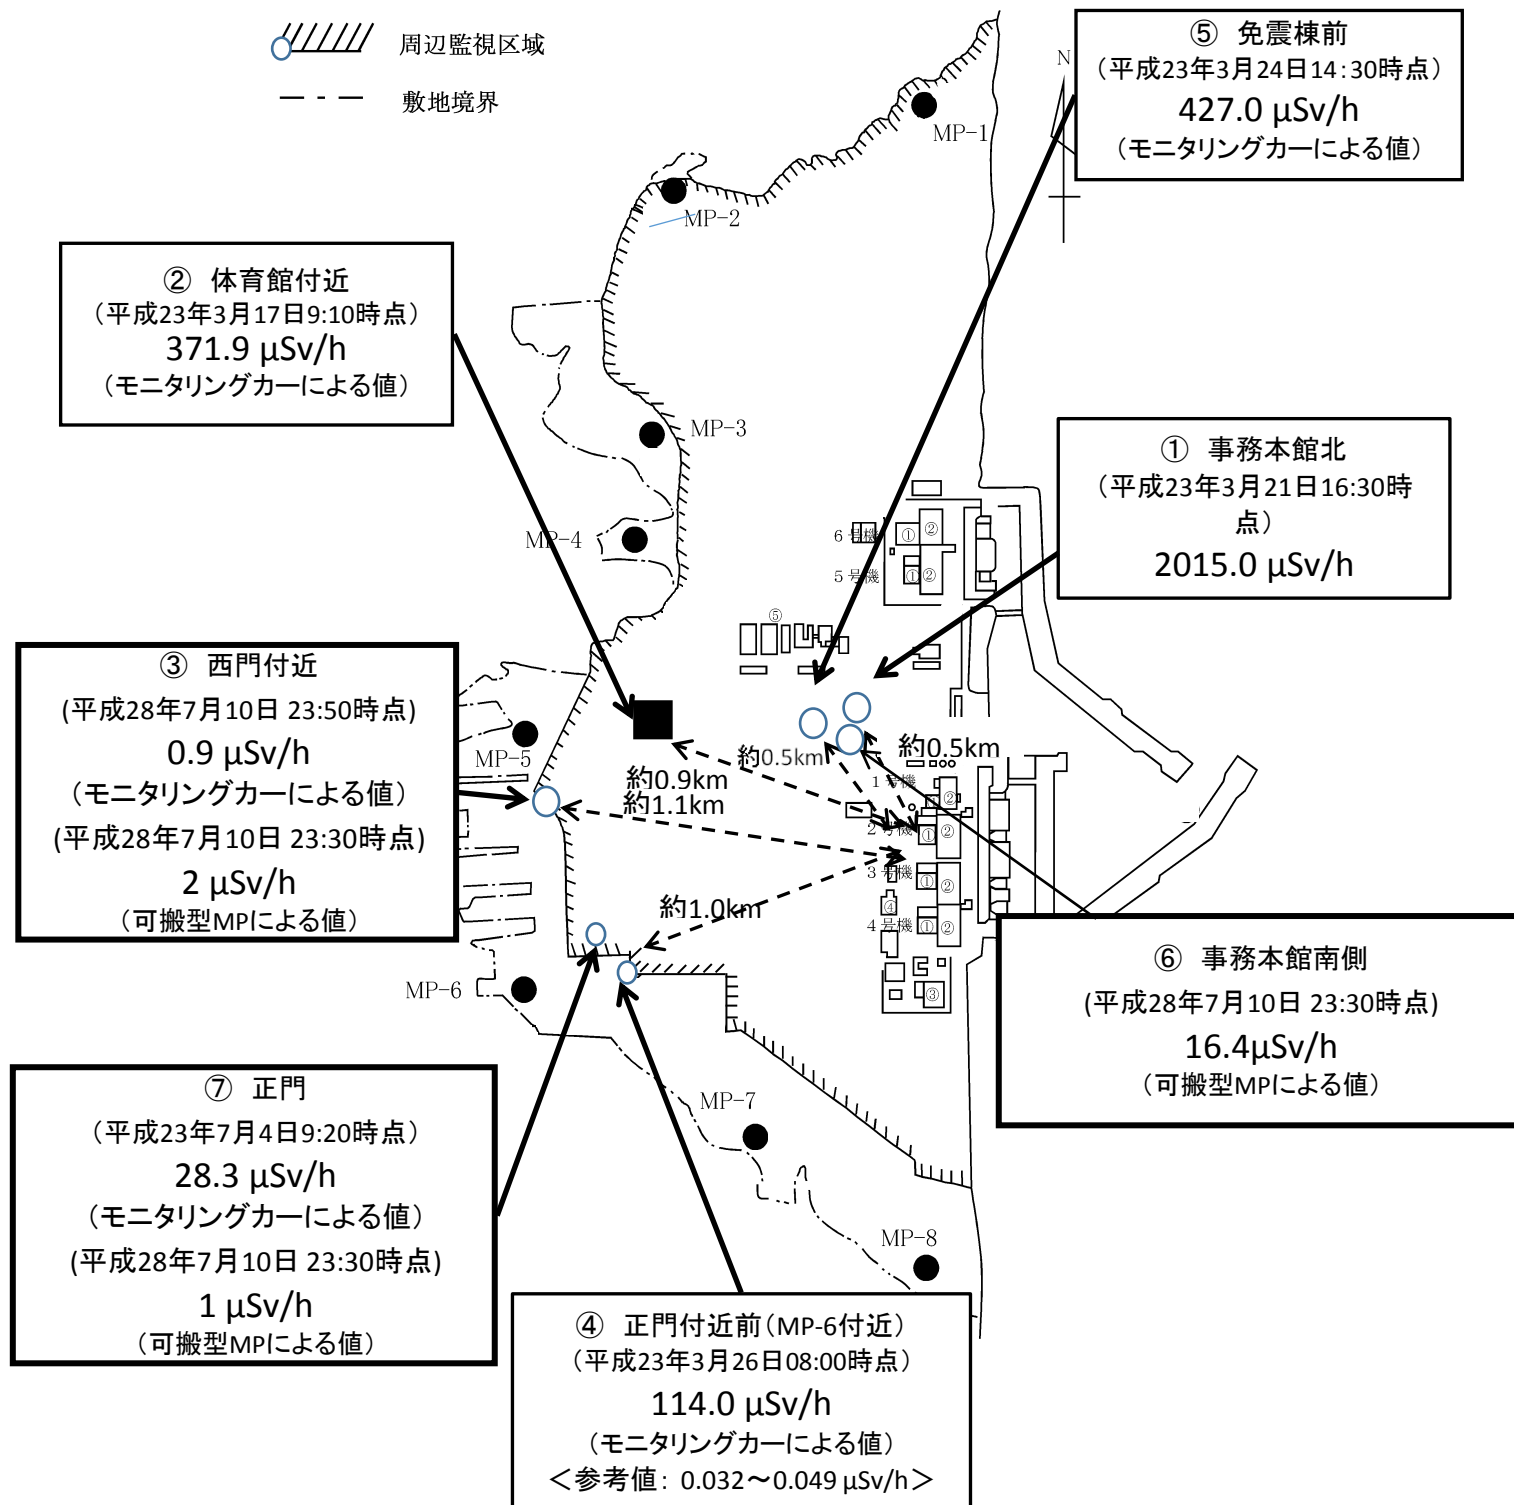 周辺監視区域
敷地境界
N
⑤ 免震棟前
（平成23年3月24日14:30時点）
427.0 μSv/h
（モニタリングカーによる値）
MP-1
MP-2
② 体育館付近
（平成23年3月17日9:10時点）
371.9 μSv/h
（モニタリングカーによる値）
MP-3
① 事務本館北
（平成23年3月21日16:30時
点）
2015.0 μSv/h
MP-4
6号機
①
②
5号機
①
②
⑤
③ 西門付近
(平成28年7月10日 23:50時点)
0.9 μSv/h
（モニタリングカーによる値）
(平成28年7月10日 23:30時点)
2 μSv/h
（可搬型MPによる値）
MP-5
約0.5km
約0.5km
約0.9km
約1.1km
1号機
①
②
2号機
①
②
3号機
①
②
約1.0km
④
4号機
①
②
③
MP-6
⑥ 事務本館南側
(平成28年7月10日 23:30時点)
16.4μSv/h
（可搬型MPによる値）
⑦ 正門
（平成23年7月4日9:20時点）
28.3 μSv/h
（モニタリングカーによる値）
(平成28年7月10日 23:30時点)
1 μSv/h
（可搬型MPによる値）
MP-7
MP-8
④ 正門付近前（MP-6付近）
（平成23年3月26日08:00時点）
114.0 μSv/h
（モニタリングカーによる値）
＜参考値： 0.032～0.049 μSv/h＞